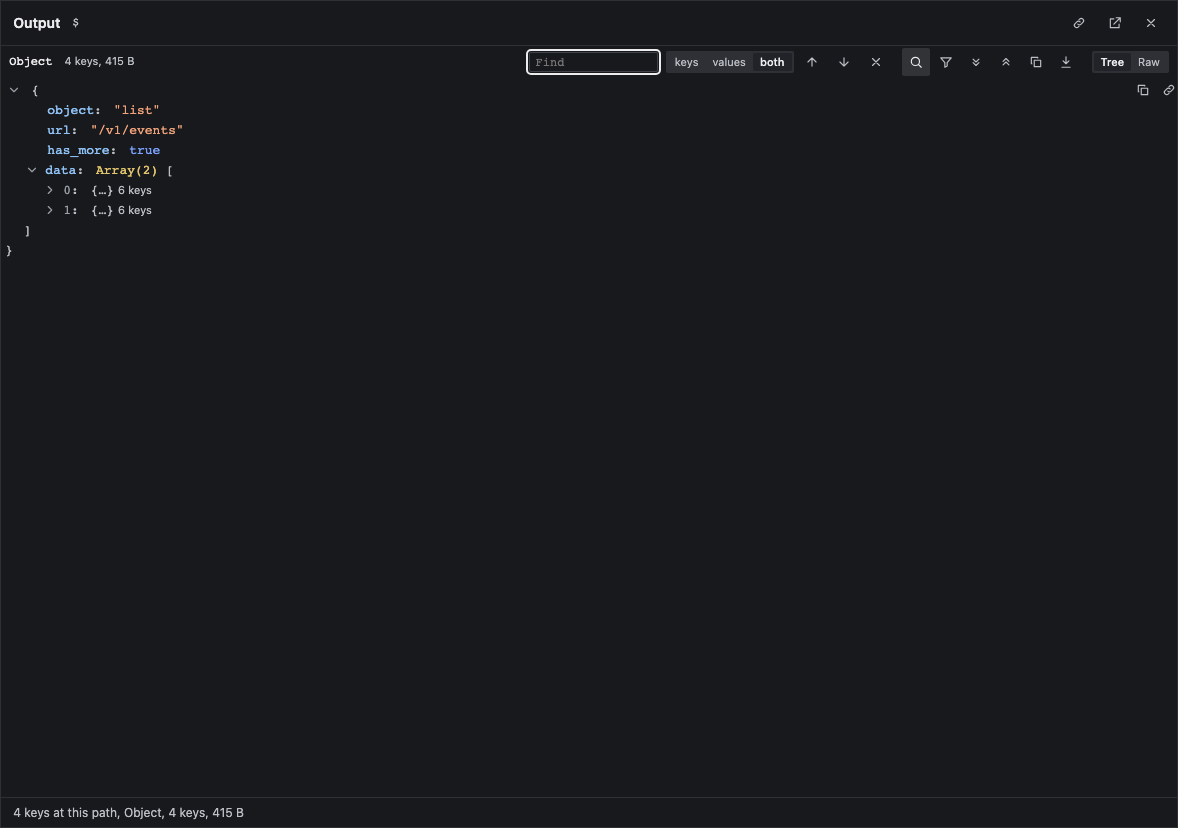 Output $
Object 4 keys, 415 B Find keys values both Tree Raw
{
object: "list"
url: "/v1/events"
has_more: true
data: Array(2) [
0: {…} 6 keys
1: {…} 6 keys
]
}
4 keys at this path, Object, 4 keys, 415 B